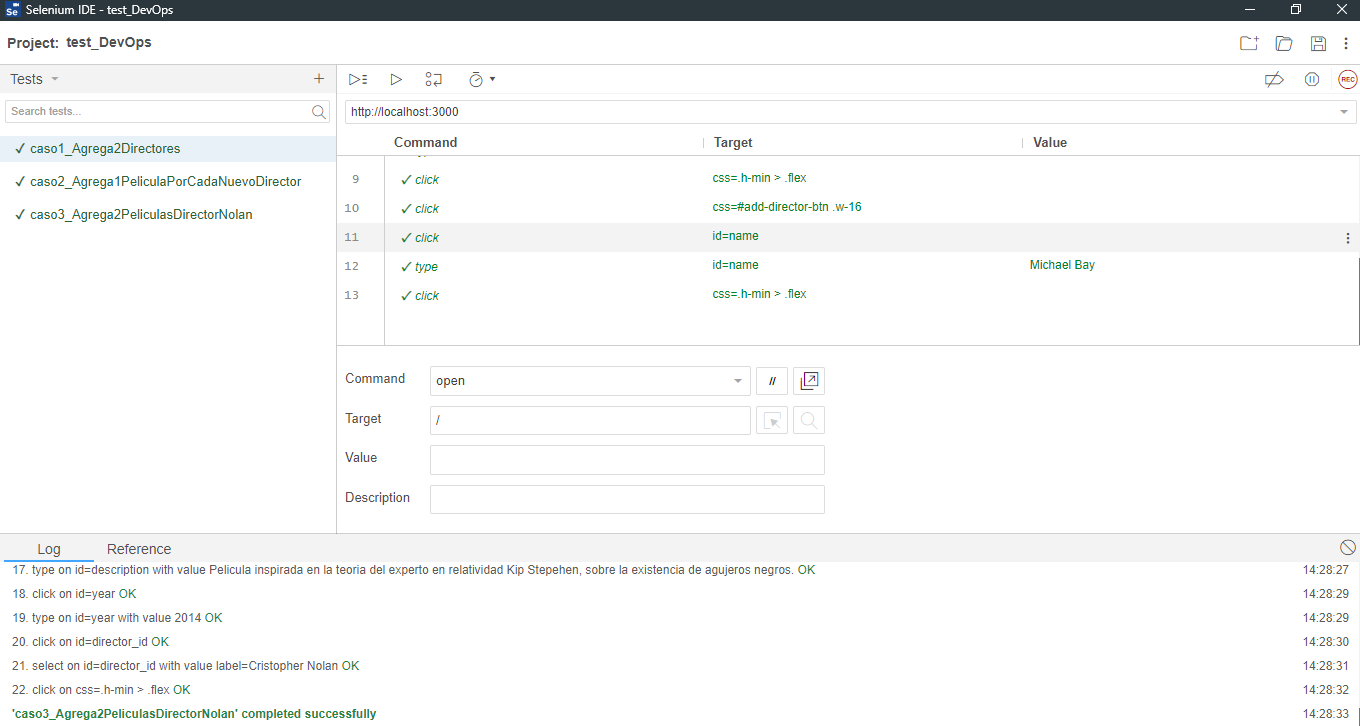 Selenium IDE - test_DevOps
Project: test_DevOps
Tests
Search tests...
✓ caso1_Agrega2Directores
✓ caso2_Agrega1PeliculaPorCadaNuevoDirector
✓ caso3_Agrega2PeliculasDirectorNolan
REC
http://localhost:3000
Command Target Value
9 ✓ click css=.h-min > .flex
10 ✓ click css=#add-director-btn .w-16
11 ✓ click id=name
12 ✓ type id=name Michael Bay
13 ✓ click css=.h-min > .flex
Command open //
Target /
Value
Description
Log Reference
17. type on id=description with value Pelicula inspirada en la teoria del experto en relatividad Kip Stepehen, sobre la existencia de agujeros negros. OK 14:28:27
18. click on id=year OK 14:28:29
19. type on id=year with value 2014 OK 14:28:29
20. click on id=director_id OK 14:28:30
21. select on id=director_id with value label=Cristopher Nolan OK 14:28:31
22. click on css=.h-min > .flex OK 14:28:32
'caso3_Agrega2PeliculasDirectorNolan' completed successfully 14:28:33